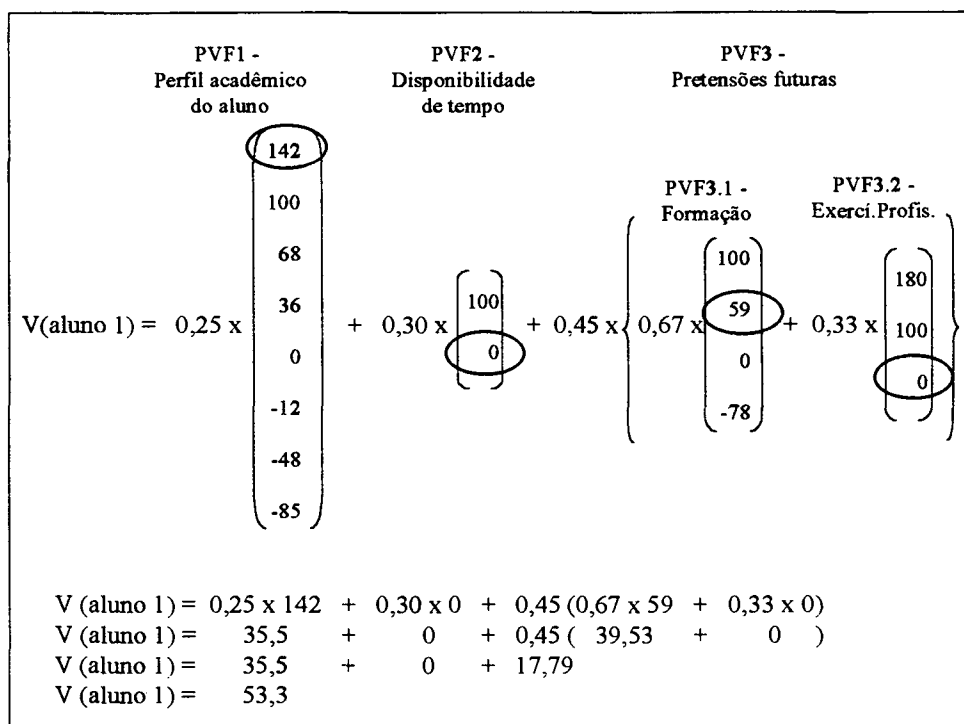 PVF1 - PVF2 - PVF3 -
Perfil acadêmico Disponibilidade Pretensões futuras
do aluno de tempo
142
PVF3.1 - PVF3.2 -
100 Formação Exercí.Profis.
68 100 180
100 59
36 100
V(aluno 1) = 0,25 x + 0,30 x + 0,45 x { 0,67 x + 0,33 x }
0 0 0 0
-12 -78
-48
-85
V (aluno 1) = 0,25 x 142 + 0,30 x 0 + 0,45 (0,67 x 59 + 0,33 x 0)
V (aluno 1) = 35,5 + 0 + 0,45 ( 39,53 + 0 )
V (aluno 1) = 35,5 + 0 + 17,79
V (aluno 1) = 53,3